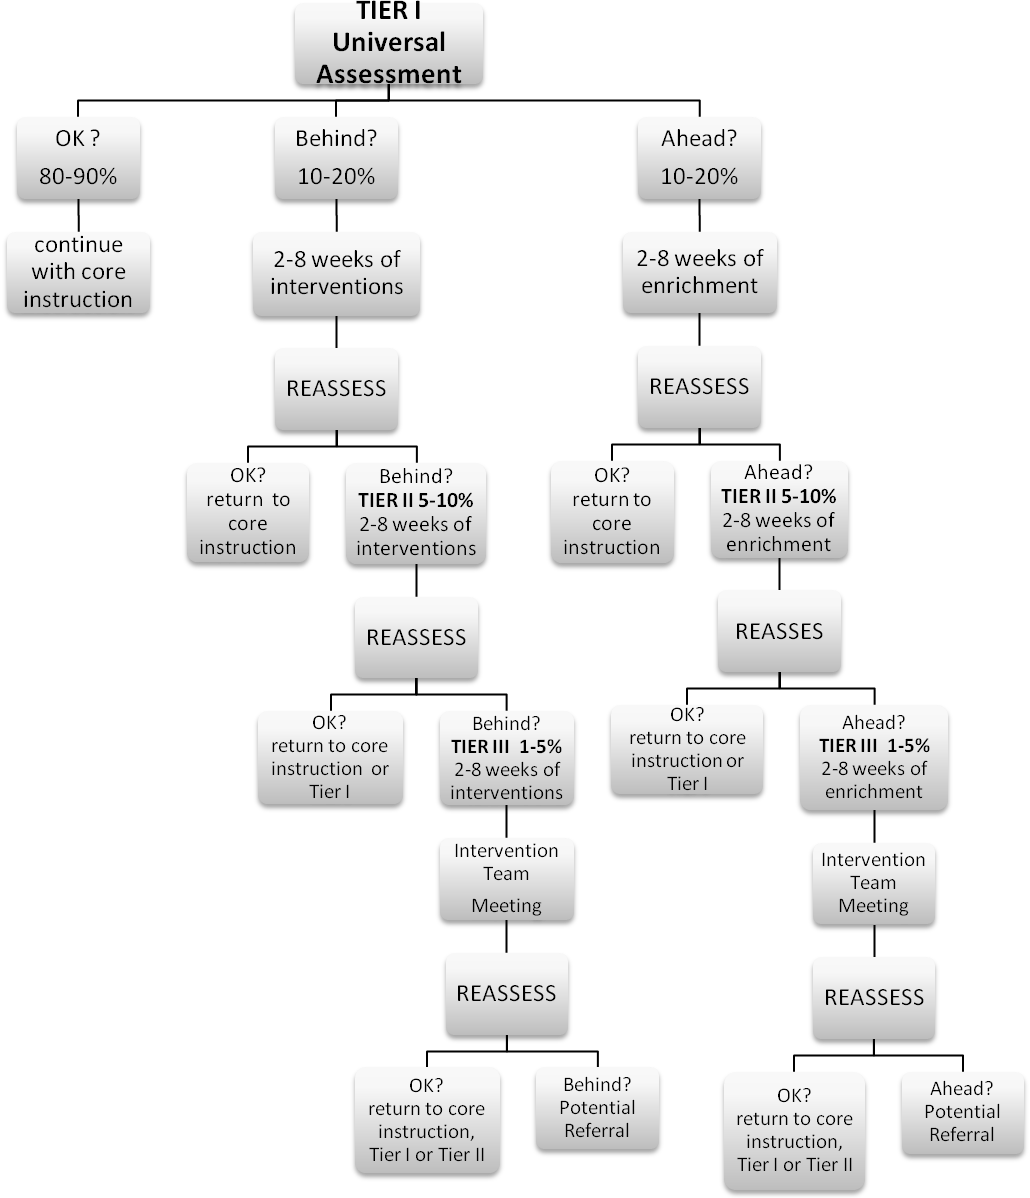 TIER I
Universal
Assessment
OK ?
80-90%
Behind?
10-20%
Ahead?
10-20%
continue
with core
instruction
2-8 weeks of
interventions
2-8 weeks of
enrichment
REASSESS
REASSESS
OK?
return to
core
instruction
Behind?
TIER II 5-10%
2-8 weeks of
interventions
OK?
return to
core
instruction
Ahead?
TIER II 5-10%
2-8 weeks of
enrichment
REASSESS
REASSES
OK?
return to core
instruction or
Tier I
Behind?
TIER III 1-5%
2-8 weeks of
interventions
OK?
return to core
instruction or
Tier I
Ahead?
TIER III 1-5%
2-8 weeks of
enrichment
Intervention
Team
Meeting
Intervention
Team
Meeting
REASSESS
REASSESS
OK?
return to core
instruction,
Tier I or Tier II
Behind?
Potential
Referral
OK?
return to core
instruction,
Tier I or Tier II
Ahead?
Potential
Referral